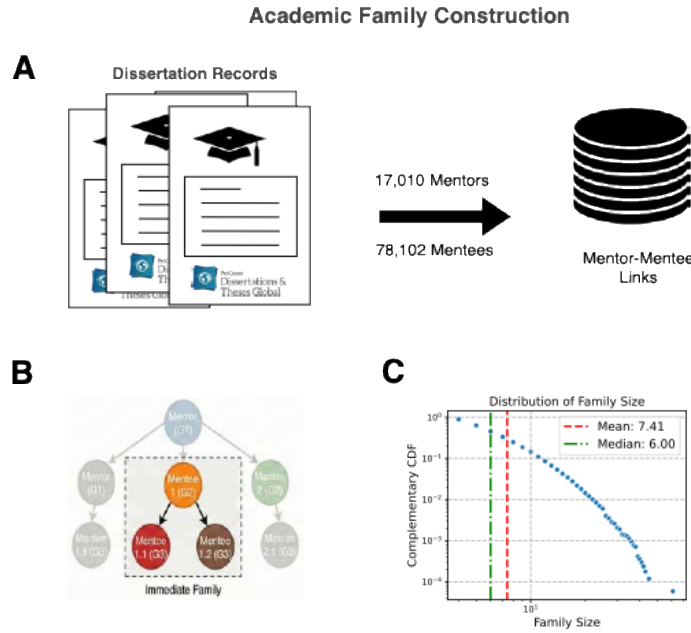 Academic Family Construction
A
Dissertation Records
17,010 Mentors
78,102 Mentees
Mentor-Mentee
Links
ProQuest
Dissertations &
Theses Global
Theses Glob
B
Mentor
(G1)
Mentor
(G1)
Mentee
1 (G2)
Mentee
2 (G2)
Mentee
1.1 (G3)
Mentee
1.1 (G3)
Mentee
1.2 (G3)
Mentee
2.1 (G3)
Immediate Family
C
Distribution of Family Size
Complementary CDF
10⁰
10⁻¹
10⁻²
10⁻³
10⁻⁴
Mean: 7.41
Median: 6.00
10¹
Family Size